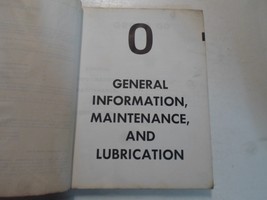 0
GENERAL
INFORMATION,
MAINTENANCE,
AND
LUBRICATION